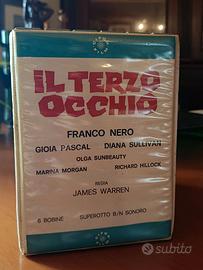 IL TERZO
OCCHIO
FRANCO NERO
GIOIA PASCAL DIANA SULLIVAN
OLGA SUNBEAUTY
MARINA MORGAN RICHARD HILLOCK
REGIA
JAMES WARREN
6 BOBINE SUPEROTTO B/N SONORO
subito